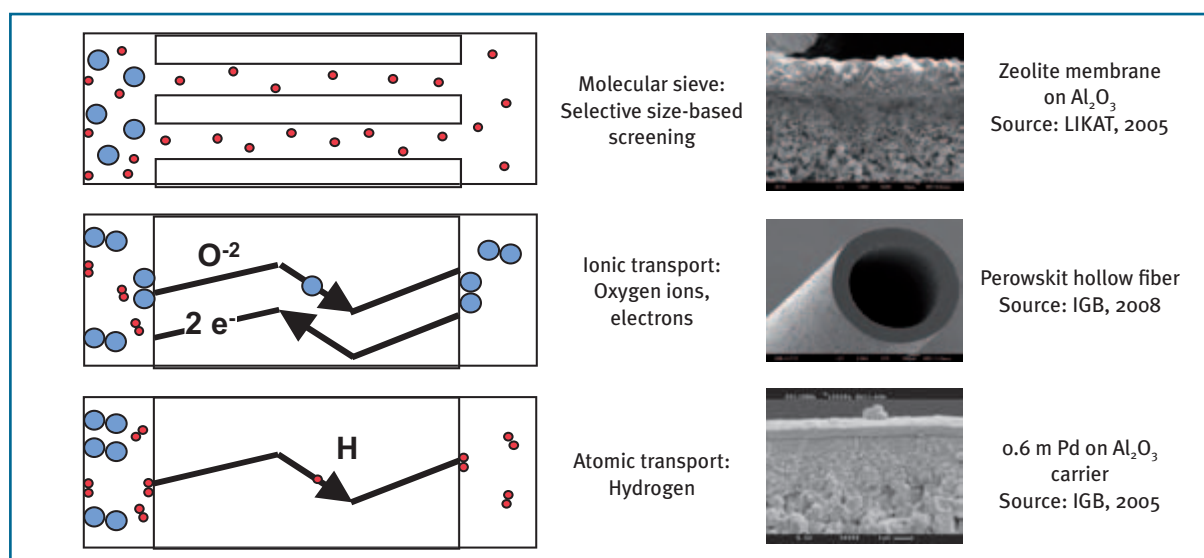 Molecular sieve:
Selective size-based
screening
Zeolite membrane
on Al₂O₃
Source: LIKAT, 2005
O⁻²
2 e⁻
Ionic transport:
Oxygen ions,
electrons
Perowskit hollow fiber
Source: IGB, 2008
H
Atomic transport:
Hydrogen
0.6 m Pd on Al₂O₃
carrier
Source: IGB, 2005